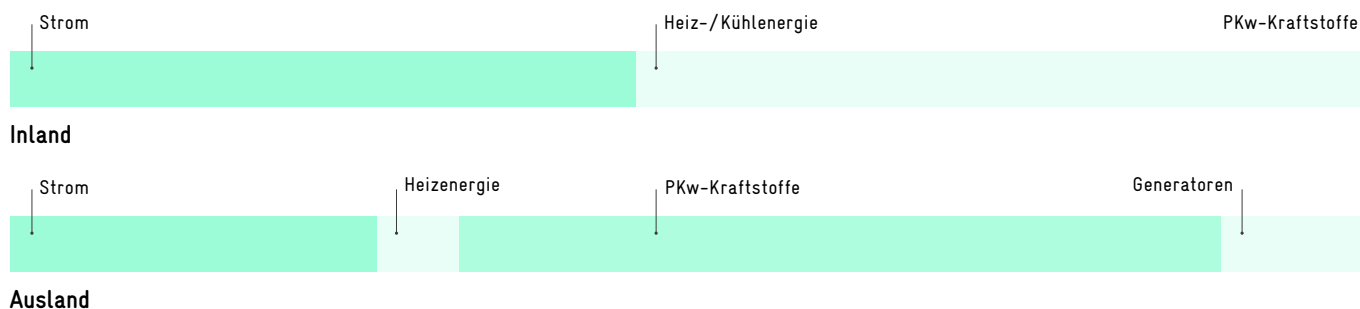 Strom
Heiz-/Kühlenergie
PKw-Kraftstoffe
Inland
Strom
Heizenergie
PKw-Kraftstoffe
Generatoren
Ausland